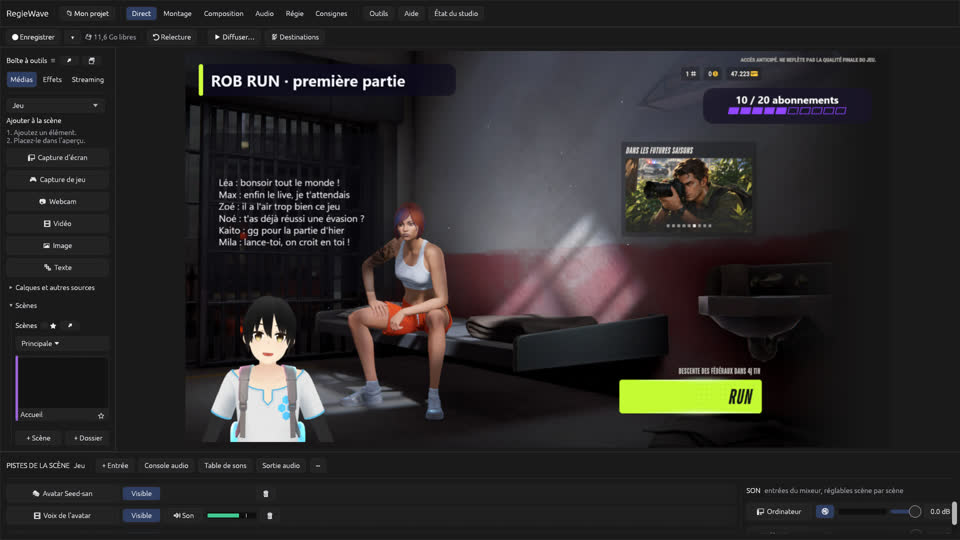 RegieWave
Mon projet
Direct
Montage
Composition
Audio
Régie
Consignes
Outils
Aide
État du studio
Enregistrer
11,6 Go libres
Relecture
Diffuser...
Destinations
Boîte à outils
Médias
Effets
Streaming
Jeu
Ajouter à la scène
1. Ajoutez un élément.
2. Placez-le dans l'aperçu.
Capture d'écran
Capture de jeu
Webcam
Vidéo
Image
Texte
Calques et autres sources
Scènes
Scènes
Principale
Accueil
+ Scène
+ Dossier
ROB RUN · première partie
ACCÈS ANTICIPÉ. NE REFLÈTE PAS LA QUALITÉ FINALE DU JEU.
1
0
47.223
10 / 20 abonnements
DANS LES FUTURES SAISONS
Léa : bonsoir tout le monde !
Max : enfin le live, je t'attendais
Zoé : il a l'air trop bien ce jeu
Noé : t'as déjà réussi une évasion ?
Kaito : gg pour la partie d'hier
Mila : lance-toi, on croit en toi !
DESCENTE DES FÉDÉRAUX DANS 4J 11H
RUN
PISTES DE LA SCÈNE Jeu
+ Entrée
Console audio
Table de sons
Sortie audio
Avatar Seed-san
Visible
Voix de l'avatar
Visible
Son
SON entrées du mixeur, réglables scène par scène
Ordinateur
0.0 dB